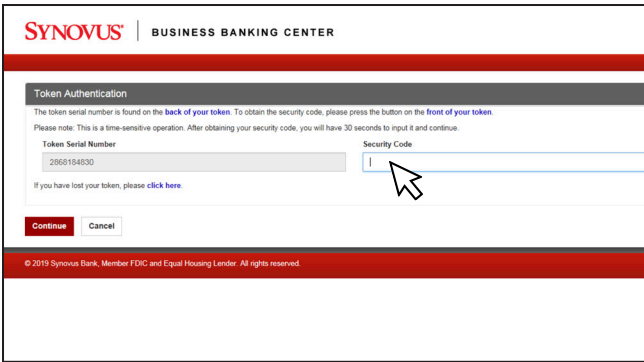 SYNOVUS® BUSINESS BANKING CENTER
Token Authentication
The token serial number is found on the back of your token. To obtain the security code, please press the button on the front of your token.
Please note: This is a time-sensitive operation. After obtaining your security code, you will have 30 seconds to input it and continue.
Token Serial Number Security Code
2868184830
If you have lost your token, please click here.
Continue Cancel
© 2019 Synovus Bank, Member FDIC and Equal Housing Lender. All rights reserved.